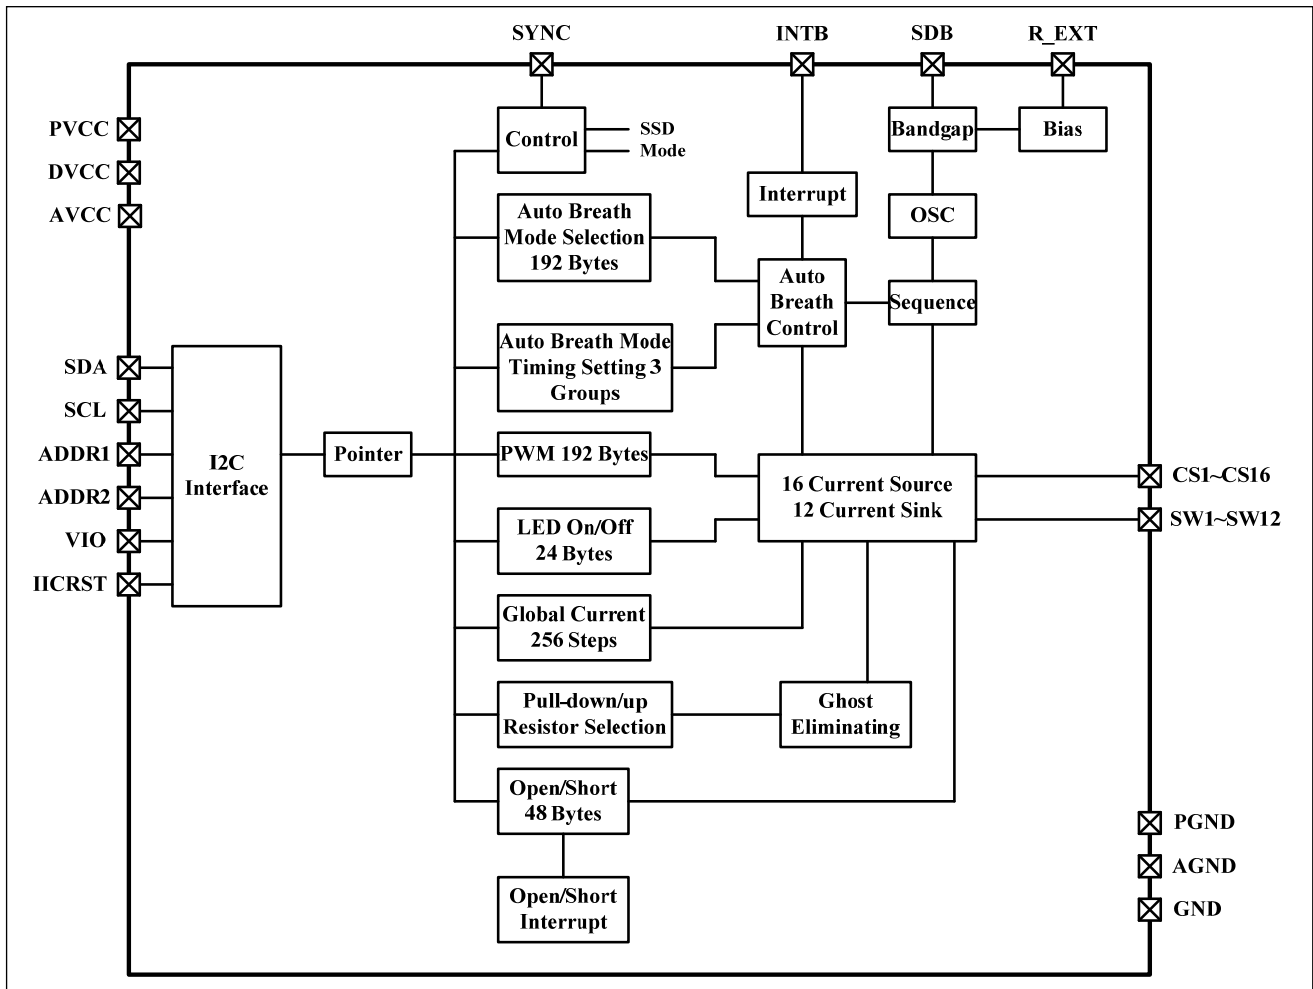 SYNC
INTB
SDB
R_EXT
PVCC
DVCC
AVCC
Control
SSD
Mode
Bandgap
Bias
Interrupt
OSC
Auto Breath
Mode Selection
192 Bytes
Auto
Breath
Control
Sequence
Auto Breath Mode
Timing Setting 3
Groups
SDA
SCL
ADDR1
ADDR2
VIO
IICRST
I2C
Interface
Pointer
PWM 192 Bytes
16 Current Source
12 Current Sink
CS1~CS16
SW1~SW12
LED On/Off
24 Bytes
Global Current
256 Steps
Pull-down/up
Resistor Selection
Ghost
Eliminating
Open/Short
48 Bytes
Open/Short
Interrupt
PGND
AGND
GND